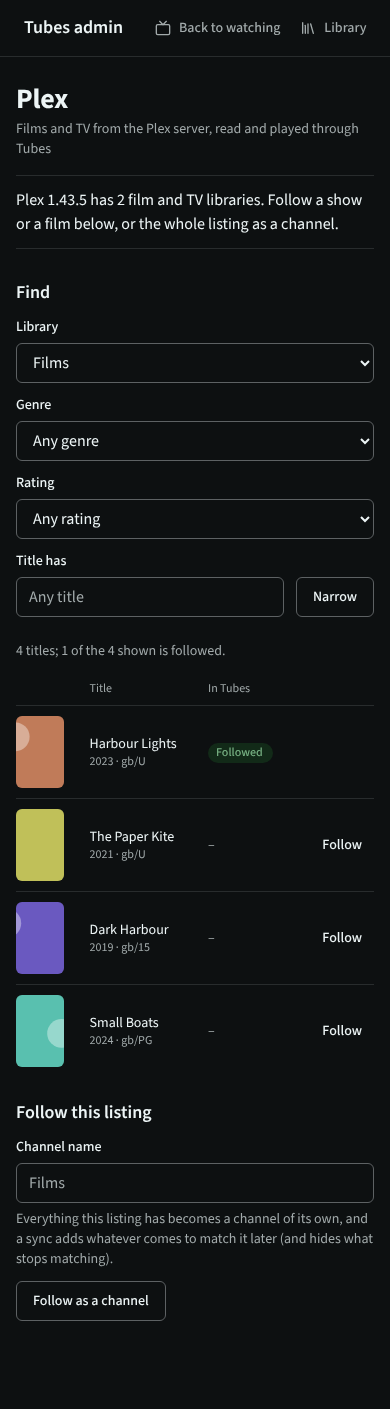 Tubes admin
Back to watching
Library
Plex
Films and TV from the Plex server, read and played through
Tubes
Plex 1.43.5 has 2 film and TV libraries. Follow a show
or a film below, or the whole listing as a channel.
Find
Library
Films
Genre
Any genre
Rating
Any rating
Title has
Any title
Narrow
4 titles; 1 of the 4 shown is followed.
Title
In Tubes
Harbour Lights
2023 · gb/U
Followed
The Paper Kite
2021 · gb/U
–
Follow
Dark Harbour
2019 · gb/15
–
Follow
Small Boats
2024 · gb/PG
–
Follow
Follow this listing
Channel name
Films
Everything this listing has becomes a channel of its own, and
a sync adds whatever comes to match it later (and hides what
stops matching).
Follow as a channel